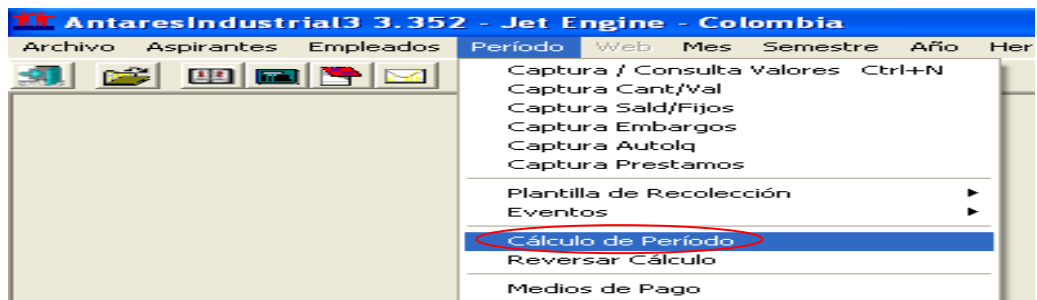 AntaresIndustrial3 3.352 - Jet Engine - Colombia
Archivo Aspirantes Empleados Período Web Mes Semestre Año Her
Captura / Consulta Valores Ctrl+N
Captura Cant/Val
Captura Sald/Fijos
Captura Embargos
Captura Autolq
Captura Prestamos
Plantilla de Recolección
Eventos
Cálculo de Período
Reversar Cálculo
Medios de Pago